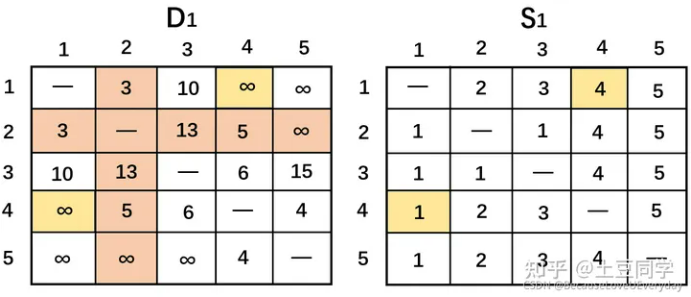 D1 S1
1 2 3 4 5 1 2 3 4 5
1 — 3 10 ∞ ∞ 1 — 2 3 4 5
2 3 — 13 5 ∞ 2 1 — 1 4 5
3 10 13 — 6 15 3 1 1 — 4 5
4 ∞ 5 6 — 4 4 1 2 3 — 5
5 ∞ ∞ ∞ 4 — 5 1 2 3 4 —
知乎 @土豆同学
CSDN @BecauseLoveUEveryday